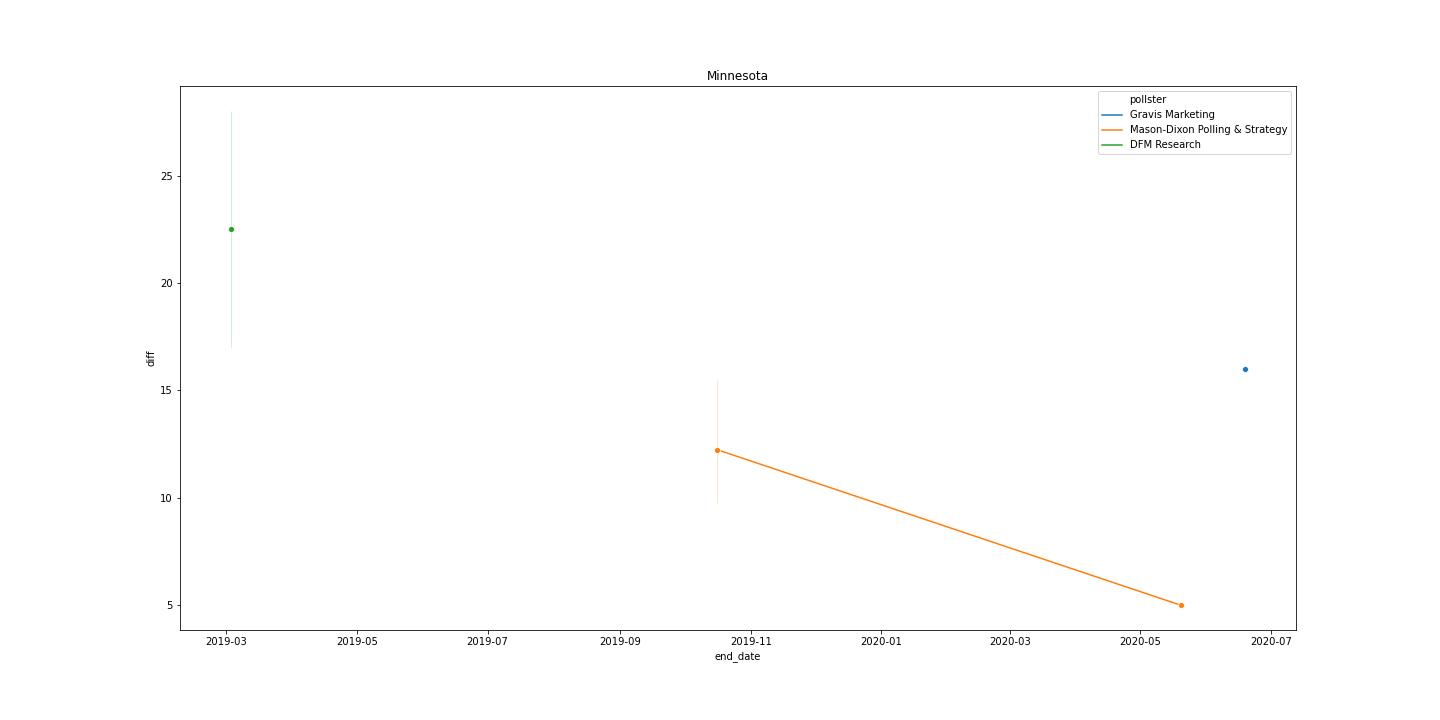 Minnesota
pollster
Gravis Marketing
Mason-Dixon Polling & Strategy
DFM Research
25
20
15
10
5
diff
2019-03 2019-05 2019-07 2019-09 2019-11 2020-01 2020-03 2020-05 2020-07
end_date